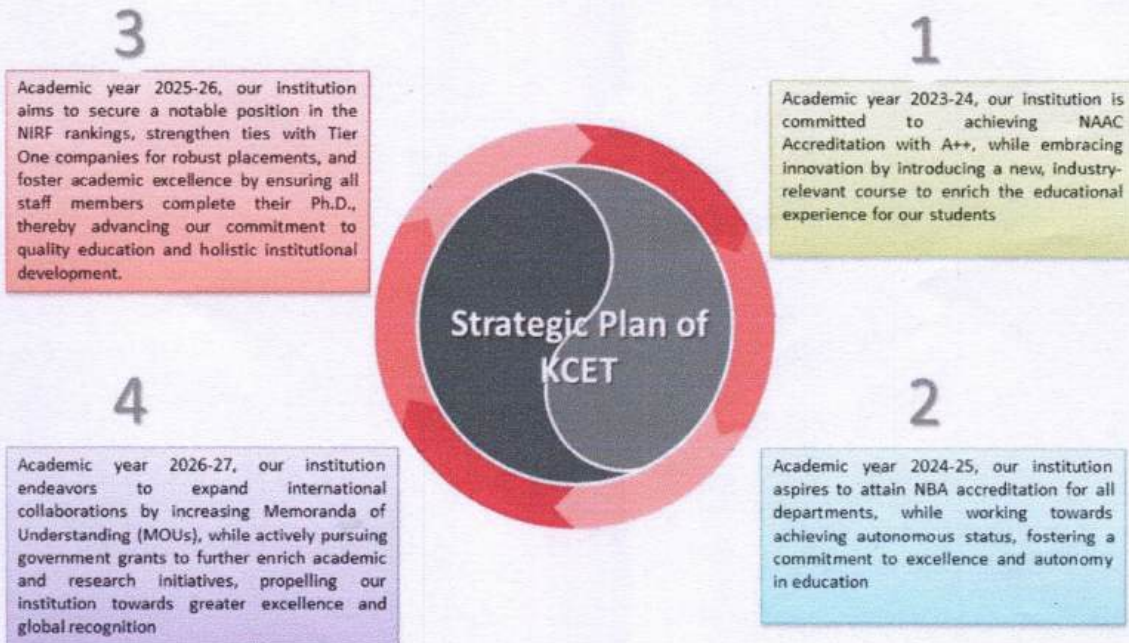 3
Academic year 2025-26, our institution
aims to secure a notable position in the
NIRF rankings, strengthen ties with Tier
One companies for robust placements, and
foster academic excellence by ensuring all
staff members complete their Ph.D.,
thereby advancing our commitment to
quality education and holistic institutional
development.
1
Academic year 2023-24, our institution is
committed to achieving NAAC
Accreditation with A++, while embracing
innovation by introducing a new, industry-
relevant course to enrich the educational
experience for our students
Strategic Plan of
KCET
4
Academic year 2026-27, our institution
endeavors to expand international
collaborations by increasing Memoranda of
Understanding (MOUs), while actively pursuing
government grants to further enrich academic
and research initiatives, propelling our
institution towards greater excellence and
global recognition
2
Academic year 2024-25, our institution
aspires to attain NBA accreditation for all
departments, while working towards
achieving autonomous status, fostering a
commitment to excellence and autonomy
in education